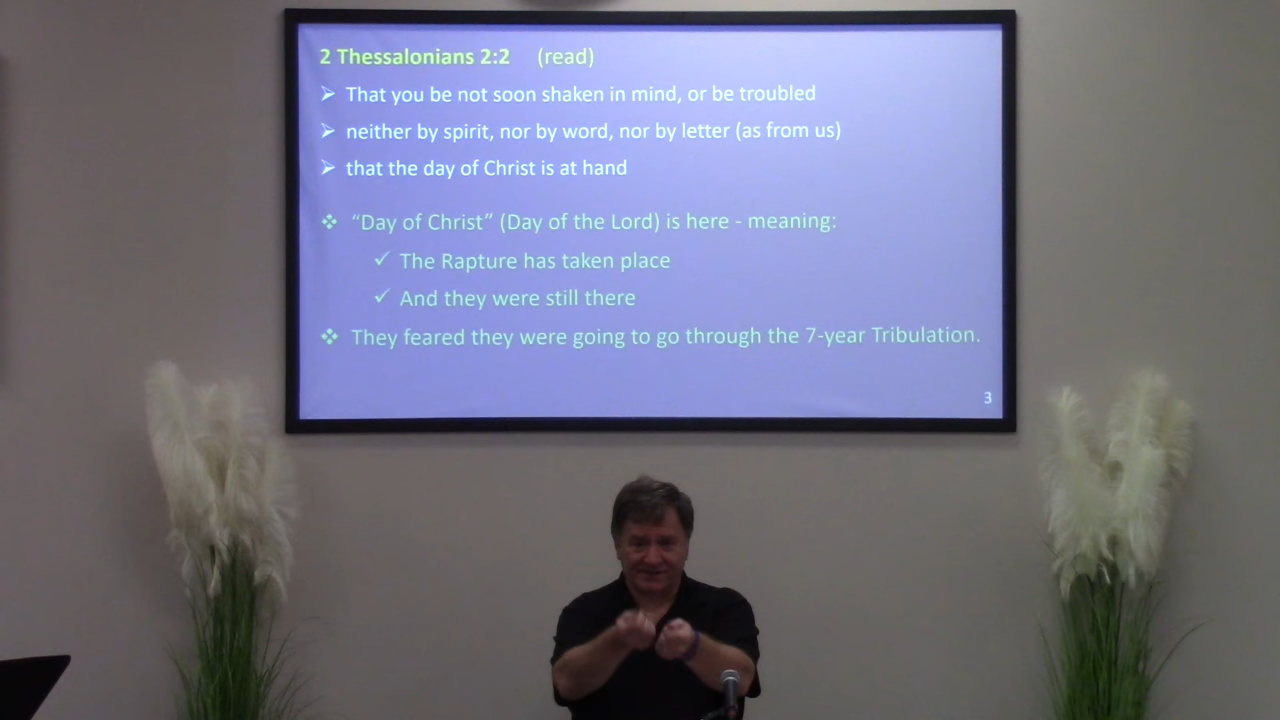 2 Thessalonians 2:2 (read)
➢ That you be not soon shaken in mind, or be troubled
➢ neither by spirit, nor by word, nor by letter (as from us)
➢ that the day of Christ is at hand
❖ “Day of Christ” (Day of the Lord) is here - meaning:
✓ The Rapture has taken place
✓ And they were still there
❖ They feared they were going to go through the 7-year Tribulation.
3